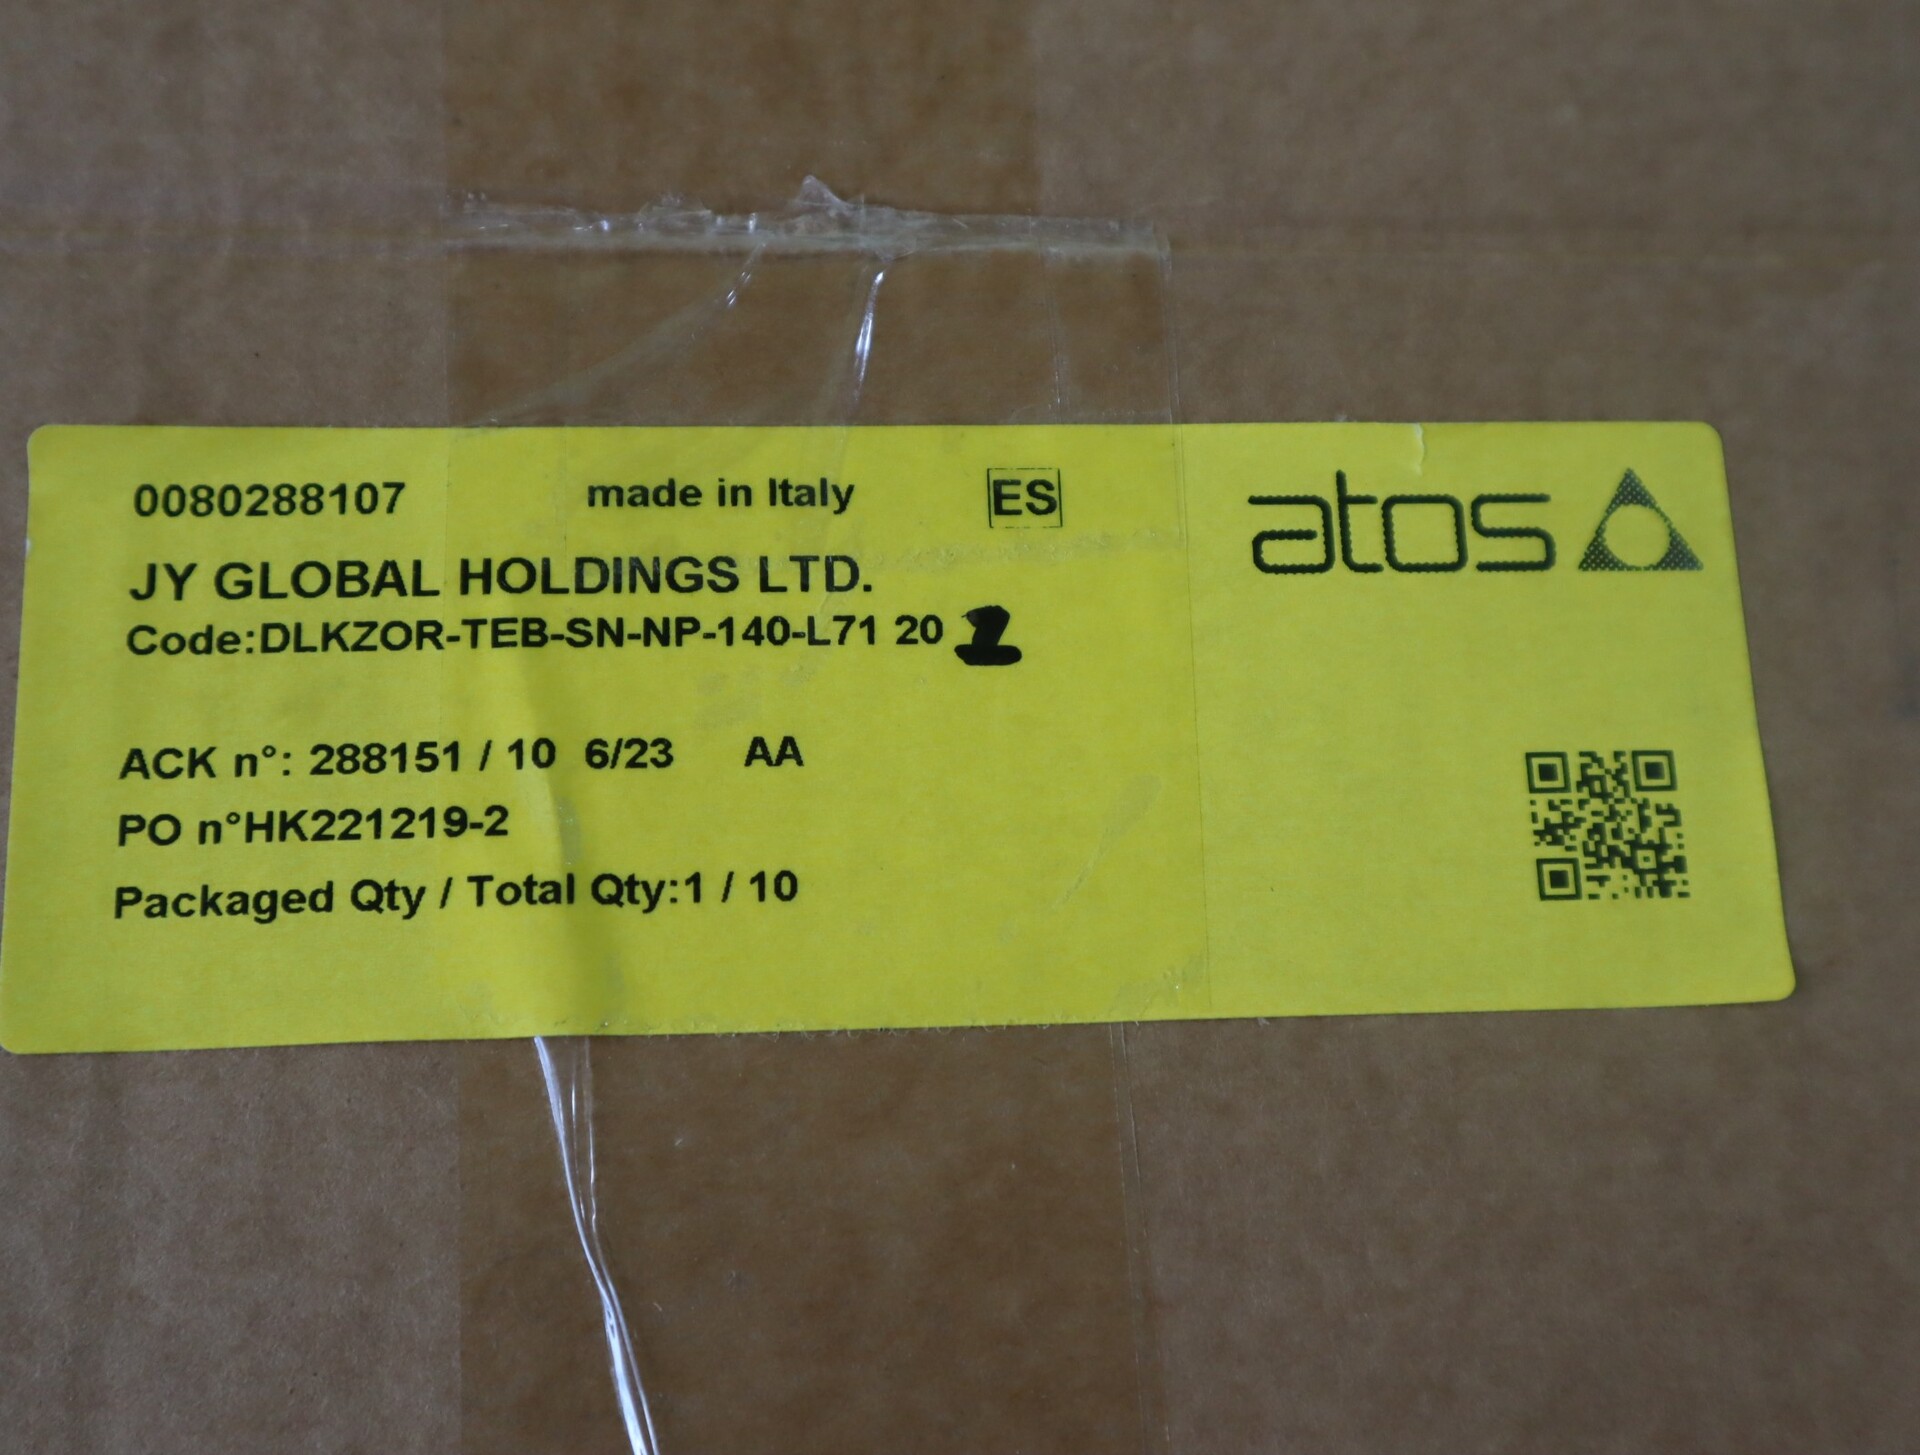 0080288107 made in Italy ES
atos
JY GLOBAL HOLDINGS LTD.
Code:DLKZOR-TEB-SN-NP-140-L71 20
ACK n°: 288151 / 10 6/23 AA
PO n°HK221219-2
Packaged Qty / Total Qty:1 / 10